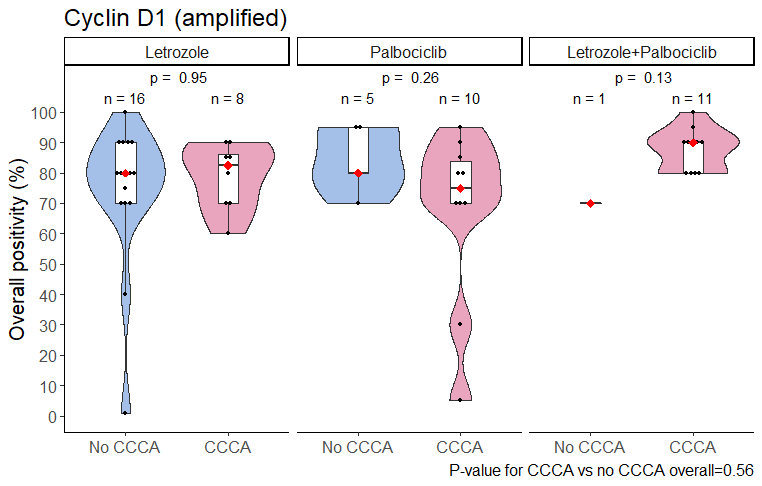 Cyclin D1 (amplified)
Letrozole
Palbociclib
Letrozole+Palbociclib
p = 0.95
p = 0.26
p = 0.13
n = 16
n = 8
n = 5
n = 10
n = 1
n = 11
Overall positivity (%)
100
90
80
70
60
50
40
30
20
10
0
No CCCA
CCCA
No CCCA
CCCA
No CCCA
CCCA
P-value for CCCA vs no CCCA overall=0.56